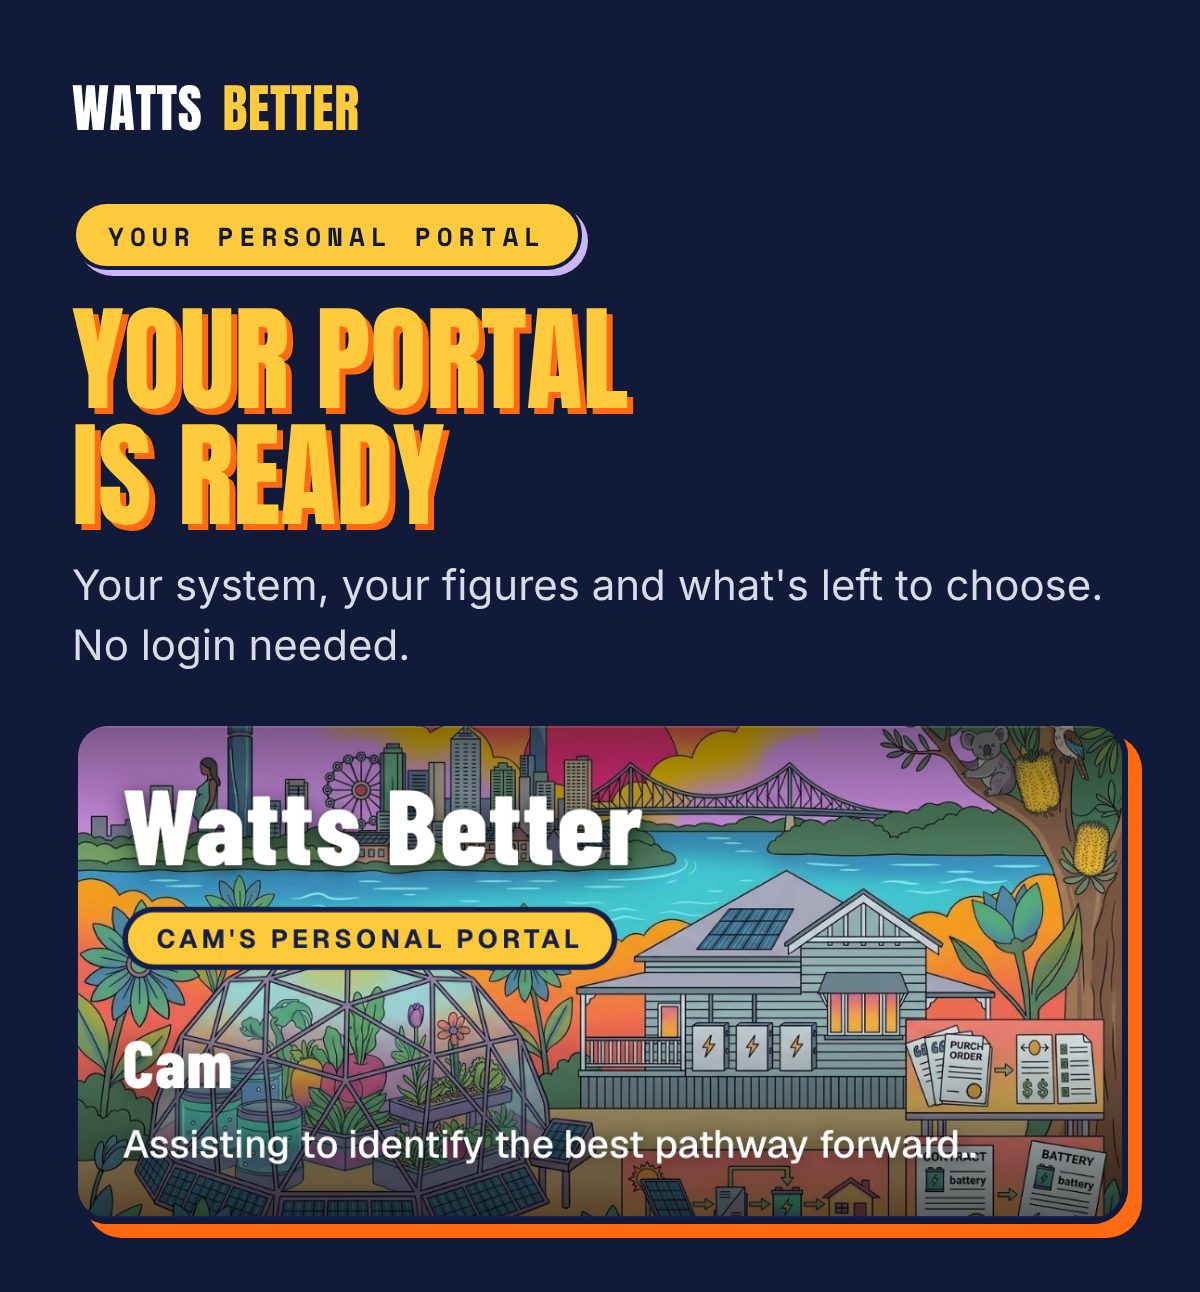 WATTS BETTER
YOUR PERSONAL PORTAL
YOUR PORTAL
IS READY
Your system, your figures and what's left to choose.
No login needed.
Watts Better
CAM'S PERSONAL PORTAL
Cam
PURCH
ORDER
$ $
Assisting to identify the best pathway forward..
CONTRACT
battery
BATTERY
battery